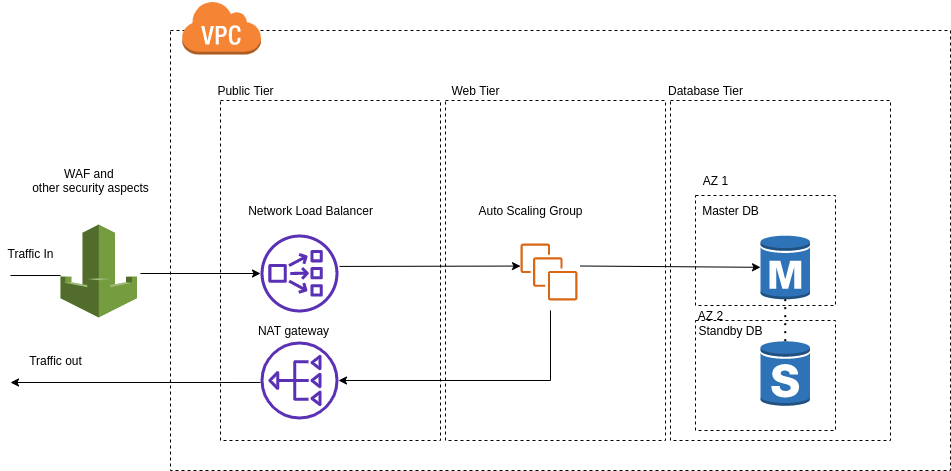 VPC
Public Tier
Web Tier
Database Tier
WAF and
other security aspects
AZ 1
Network Load Balancer
Auto Scaling Group
Master DB
Traffic In
M
AZ 2
NAT gateway
Standby DB
Traffic out
S